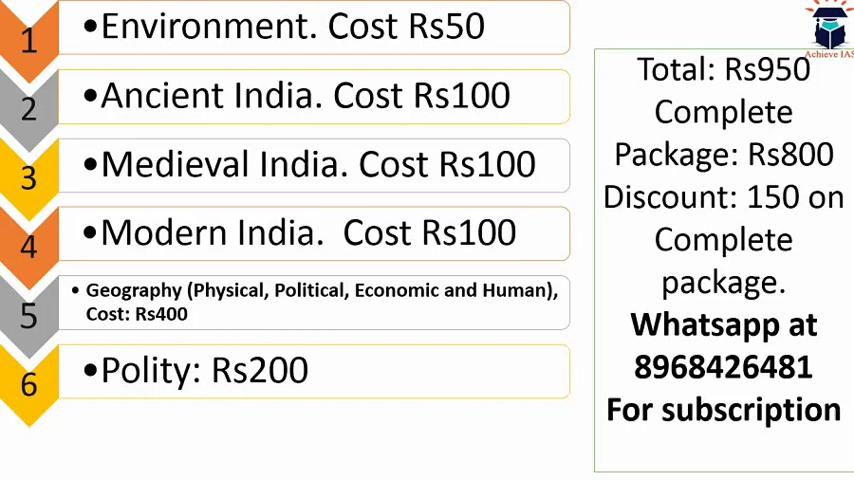 1
•Environment. Cost Rs50
2
•Ancient India. Cost Rs100
3
•Medieval India. Cost Rs100
4
•Modern India.  Cost Rs100
5
• Geography (Physical, Political, Economic and Human),
Cost: Rs400
6
•Polity: Rs200
Achieve IAS
Total: Rs950
Complete
Package: Rs800
Discount: 150 on
Complete
package.
Whatsapp at
8968426481
For subscription